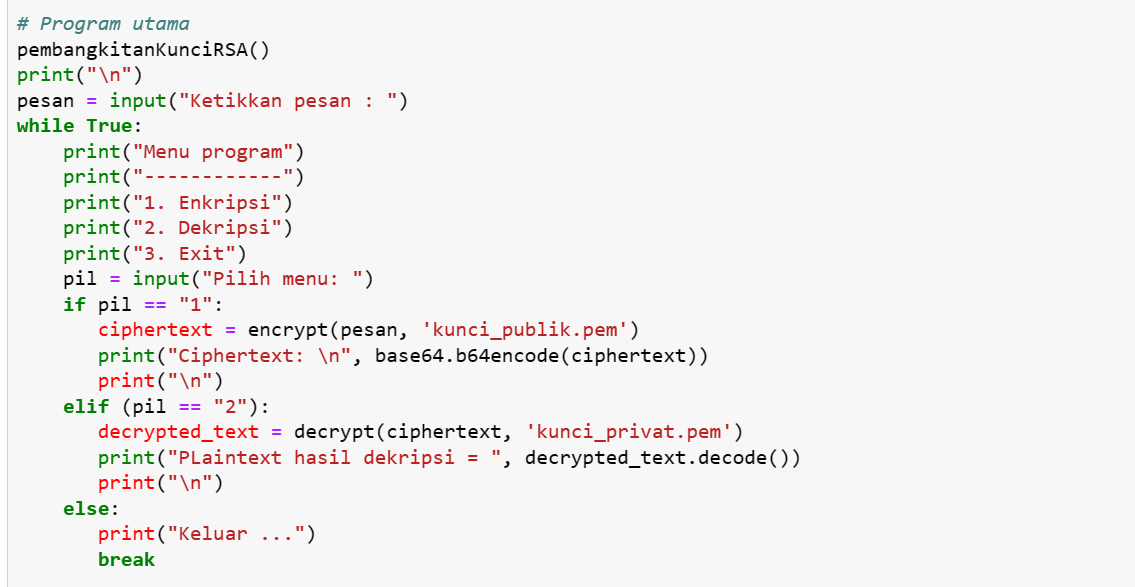 # Program utama
pembangkitanKunciRSA()
print("\n")
pesan = input("Ketikkan pesan : ")
while True:
    print("Menu program")
    print("------------")
    print("1. Enkripsi")
    print("2. Dekripsi")
    print("3. Exit")
    pil = input("Pilih menu: ")
    if pil == "1":
       ciphertext = encrypt(pesan, 'kunci_publik.pem')
       print("Ciphertext: \n", base64.b64encode(ciphertext))
       print("\n")
    elif (pil == "2"):
       decrypted_text = decrypt(ciphertext, 'kunci_privat.pem')
       print("PLaintext hasil dekripsi = ", decrypted_text.decode())
       print("\n")
    else:
       print("Keluar ...")
       break